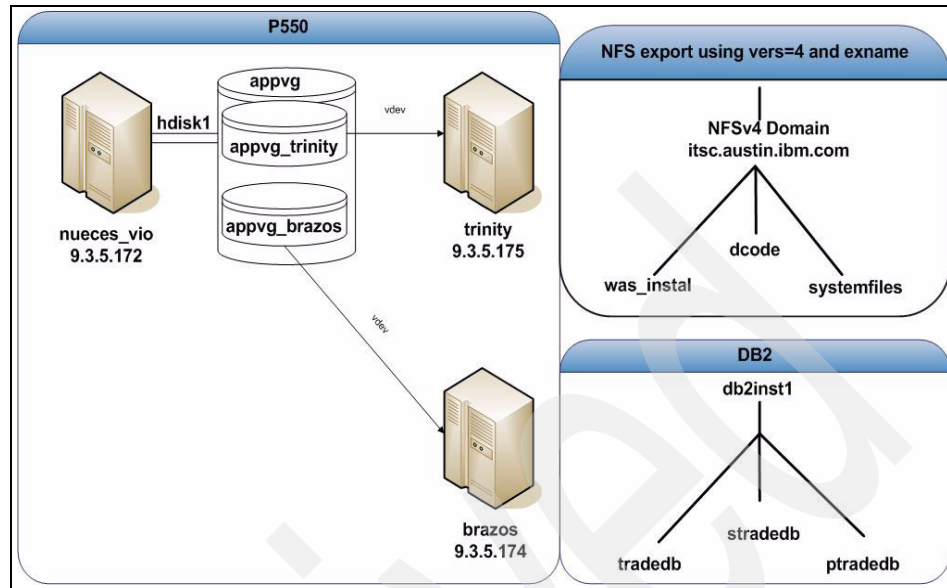 P550
appvg
hdisk1
appvg_trinity
vdev
appvg_brazos
nueces_vio
9.3.5.172
trinity
9.3.5.175
vdev
brazos
9.3.5.174
NFS export using vers=4 and exname
NFSv4 Domain
itsc.austin.ibm.com
was_instal
dcode
systemfiles
DB2
db2inst1
tradedb
stradedb
ptradedb